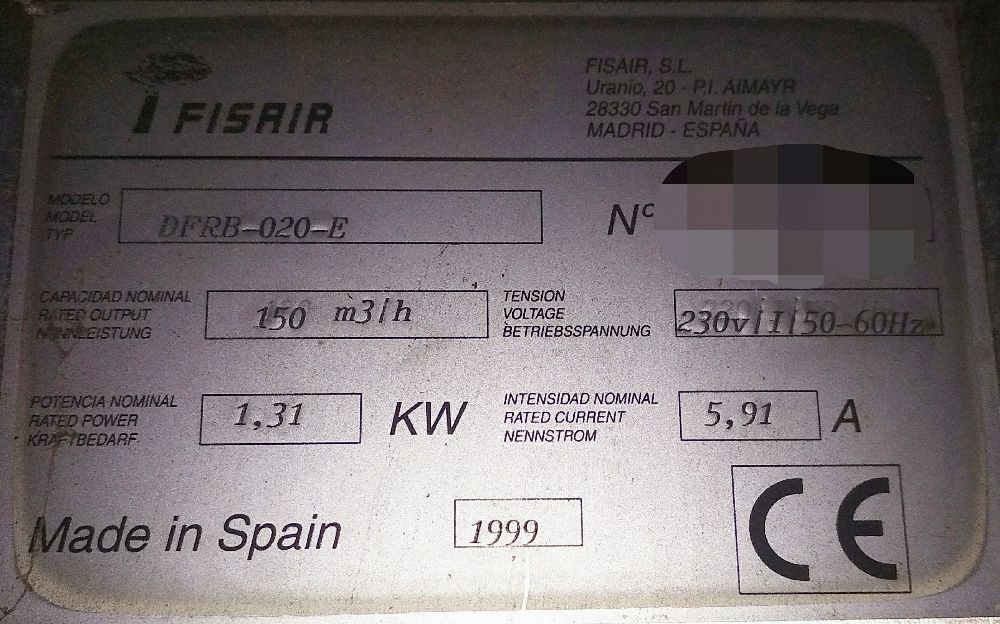 FISAIR
FISAIR, S.L.
Uranio, 20 - P.I. AIMAYR
28330 San Martin de la Vega
MADRID - ESPAÑA
MODELO
MODEL
TYP
DFRB-020-E
Nº
CAPACIDAD NOMINAL
RATED OUTPUT
NENNLEISTUNG
150 m3/h
TENSION
VOLTAGE
BETRIEBSSPANNUNG
230v/I/50-60Hz
POTENCIA NOMINAL
RATED POWER
KRAFTBEDARF
1,31
KW
INTENSIDAD NOMINAL
RATED CURRENT
NENNSTROM
5,91
A
Made in Spain
1999
CE